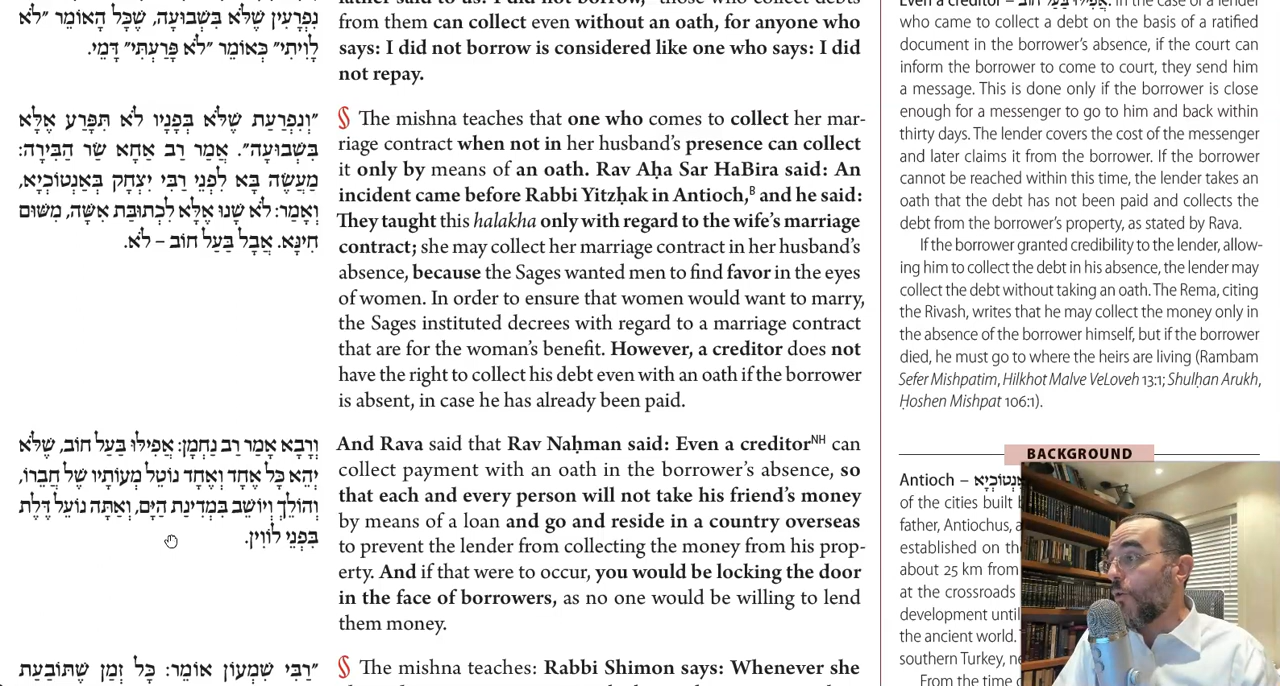 נִפְרָעִין שֶׁלֹּא בִּשְׁבוּעָה, שֶׁכָּל הָאוֹמֵר ״לֹא
לָוִיתִי״ כְּאוֹמֵר ״לֹא פָּרַעְתִּי״ דָּמֵי.
״וְנִפְרַעַת שֶׁלֹּא בְּפָנָיו לֹא תִּפָּרַע אֶלָּא
בִּשְׁבוּעָה״. אֲמַר רַב אַחָא שַׂר הַבִּירָה:
מַעֲשֶׂה בָּא לִפְנֵי רַבִּי יִצְחָק בְּאַנְטוֹכְיָא,
וְאָמַר: לֹא שָׁנוּ אֶלָּא לִכְתוּבַּת אִשָּׁה, מִשּׁוּם
חִינָּא. אֲבָל בַּעַל חוֹב – לֹא.
וְרָבָא אָמַר רַב נַחְמָן: אֲפִילּוּ בַּעַל חוֹב, שֶׁלֹּא
יְהֵא כׇּל אֶחָד וְאֶחָד נוֹטֵל מְעוֹתָיו שֶׁל חֲבֵרוֹ,
וְהוֹלֵךְ וְיוֹשֵׁב בִּמְדִינַת הַיָּם, וְאַתָּה נוֹעֵל דֶּלֶת
בִּפְנֵי לֹווִין.
״רַבִּי שִׁמְעוֹן אוֹמֵר: כׇּל זְמַן שֶׁתּוֹבַעַת
from them can collect even without an oath, for anyone who
says: I did not borrow is considered like one who says: I did
not repay.
§ The mishna teaches that one who comes to collect her mar-
riage contract when not in her husband's presence can collect
it only by means of an oath. Rav Aḥa Sar HaBira said: An
incident came before Rabbi Yitzḥak in Antioch,ᴮ and he said:
They taught this halakha only with regard to the wife's marriage
contract; she may collect her marriage contract in her husband's
absence, because the Sages wanted men to find favor in the eyes
of women. In order to ensure that women would want to marry,
the Sages instituted decrees with regard to a marriage contract
that are for the woman's benefit. However, a creditor does not
have the right to collect his debt even with an oath if the borrower
is absent, in case he has already been paid.
And Rava said that Rav Naḥman said: Even a creditorᴺᴴ can
collect payment with an oath in the borrower's absence, so
that each and every person will not take his friend's money
by means of a loan and go and reside in a country overseas
to prevent the lender from collecting the money from his prop-
erty. And if that were to occur, you would be locking the door
in the face of borrowers, as no one would be willing to lend
them money.
§ The mishna teaches: Rabbi Shimon says: Whenever she
who came to collect a debt on the basis of a ratified
document in the borrower's absence, if the court can
inform the borrower to come to court, they send him
a message. This is done only if the borrower is close
enough for a messenger to go to him and back within
thirty days. The lender covers the cost of the messenger
and later claims it from the borrower. If the borrower
cannot be reached within this time, the lender takes an
oath that the debt has not been paid and collects the
debt from the borrower's property, as stated by Rava.
If the borrower granted credibility to the lender, allow-
ing him to collect the debt in his absence, the lender may
collect the debt without taking an oath. The Rema, citing
the Rivash, writes that he may collect the money only in
the absence of the borrower himself, but if the borrower
died, he must go to where the heirs are living (Rambam
Sefer Mishpatim, Hilkhot Malve VeLoveh 13:1; Shulḥan Arukh,
Ḥoshen Mishpat 106:1).
BACKGROUND
Antioch –
of the cities built
father, Antiochus,
established on
about 25 km from
at the crossroads
development until
the ancient world.
southern Turkey,
From the time